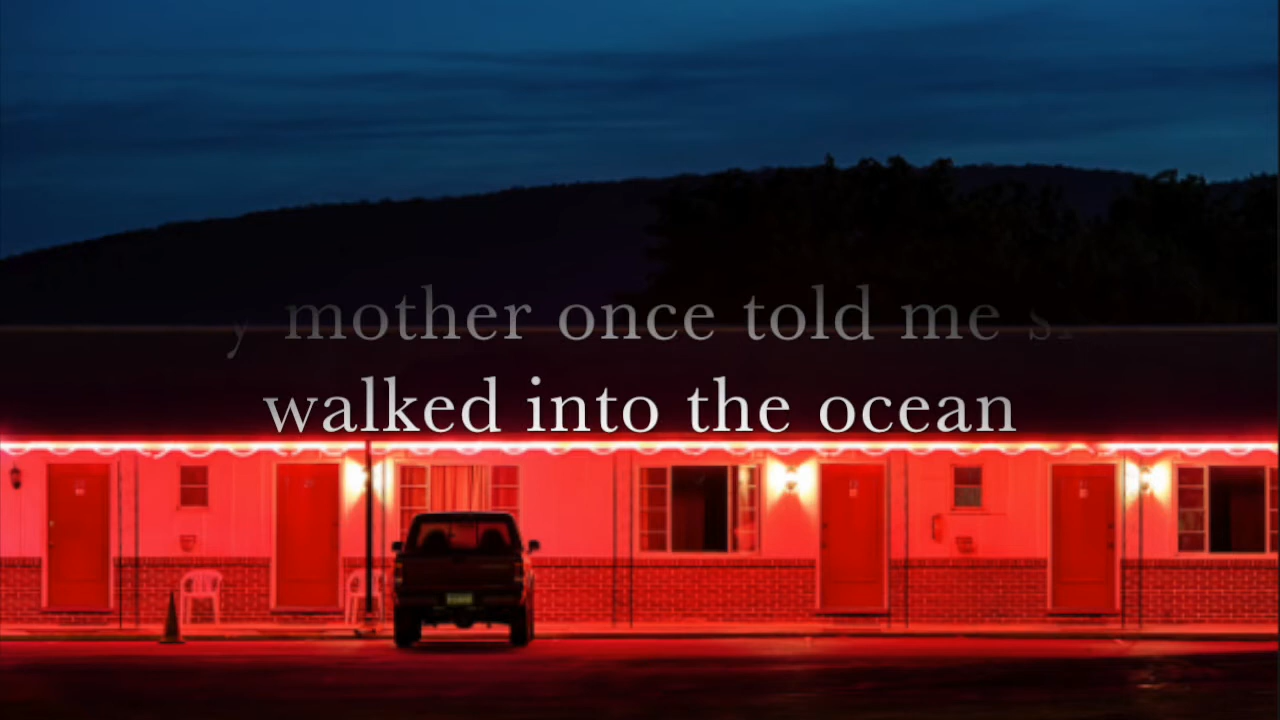 y mother once told me s
walked into the ocean